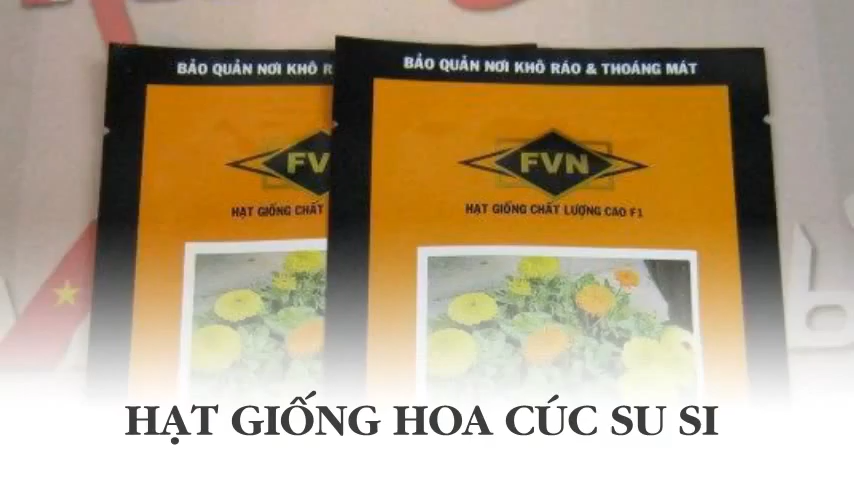 BẢO QUẢN NƠI KHÔ
BẢO QUẢN NƠI KHÔ RÁO & THOÁNG MÁT
FVN
HẠT GIỐNG CHẤT
HẠT GIỐNG CHẤT LƯỢNG CAO F1
HẠT GIỐNG HOA CÚC SU SI